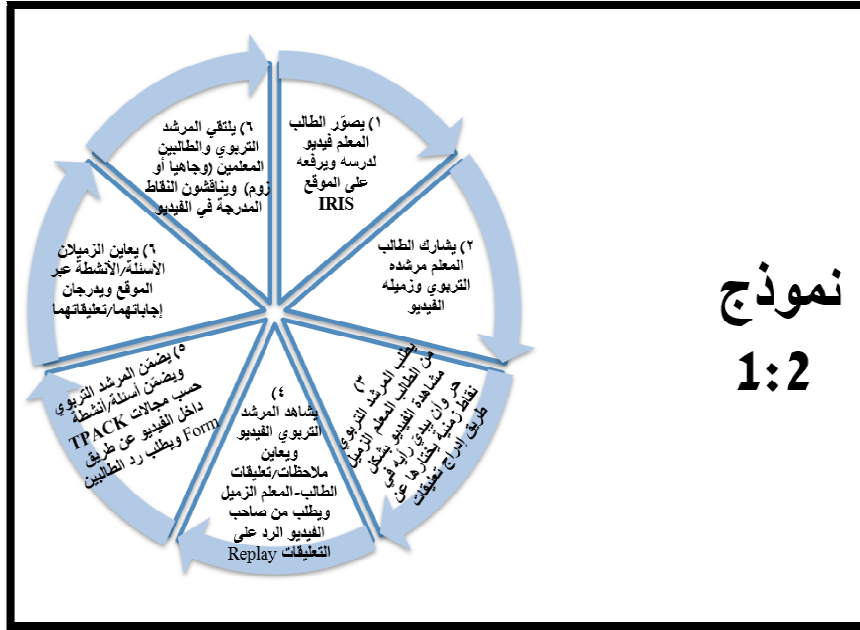 ١) يصوّر الطالب
المعلم فيديو
لدرسه ويرفعه
على الموقع
IRIS
٢) يشارك الطالب
المعلم مرشده
التربوي وزميله
الفيديو
٣)
يطلب المرشد التربوي
من الطالب المعلم الزميل
مشاهدة الفيديو بشكل
حر وأن يبدي رأيه في
نقاط زمنية يختارها عن
طريق إدراج تعليقات
٤)
يشاهد المرشد
التربوي الفيديو
ويعاين
ملاحظات/تعليقات
الطالب-المعلم الزميل
ويطلب من صاحب
الفيديو الرد على
التعليقات Replay
٥) يضمّن المرشد التربوي
ويضمّن أسئلة/أنشطة
حسب مجالات TPACK
داخل الفيديو عن طريق
Form ويطلب رد الطالبين
٦) يعاين الزميلان
الأسئلة/الأنشطة عبر
الموقع ويدرجان
إجاباتهما/تعليقاتهما
٦) يلتقي المرشد
التربوي والطالبين
المعلمين (وجاهيا أو
زوم) ويناقشون النقاط
المدرجة في الفيديو
نموذج
1:2